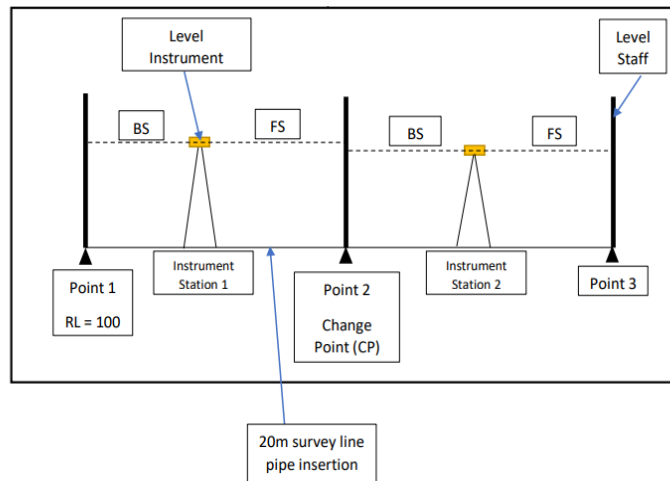 Level
Instrument
Level
Staff
BS
FS
BS
FS
Point 1
RL = 100
Instrument
Station 1
Point 2
Change
Point (CP)
Instrument
Station 2
Point 3
20m survey line
pipe insertion